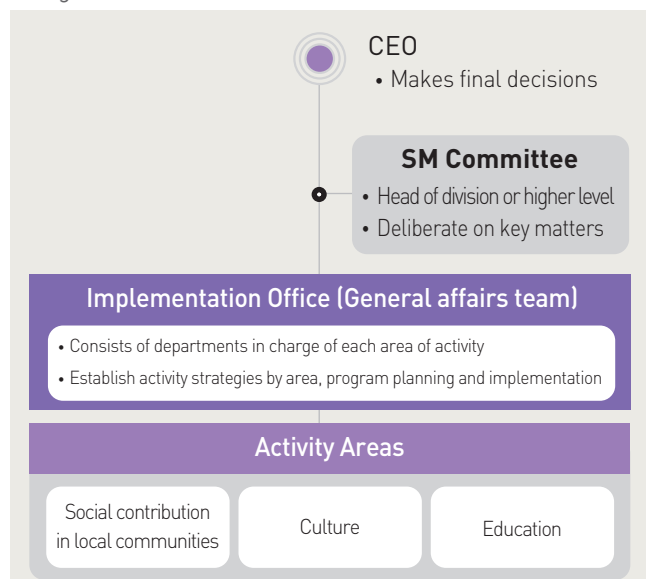 CEO
• Makes final decisions
SM Committee
• Head of division or higher level
• Deliberate on key matters
Implementation Office (General affairs team)
• Consists of departments in charge of each area of activity
• Establish activity strategies by area, program planning and implementation
Activity Areas
Social contribution
in local communities
Culture
Education